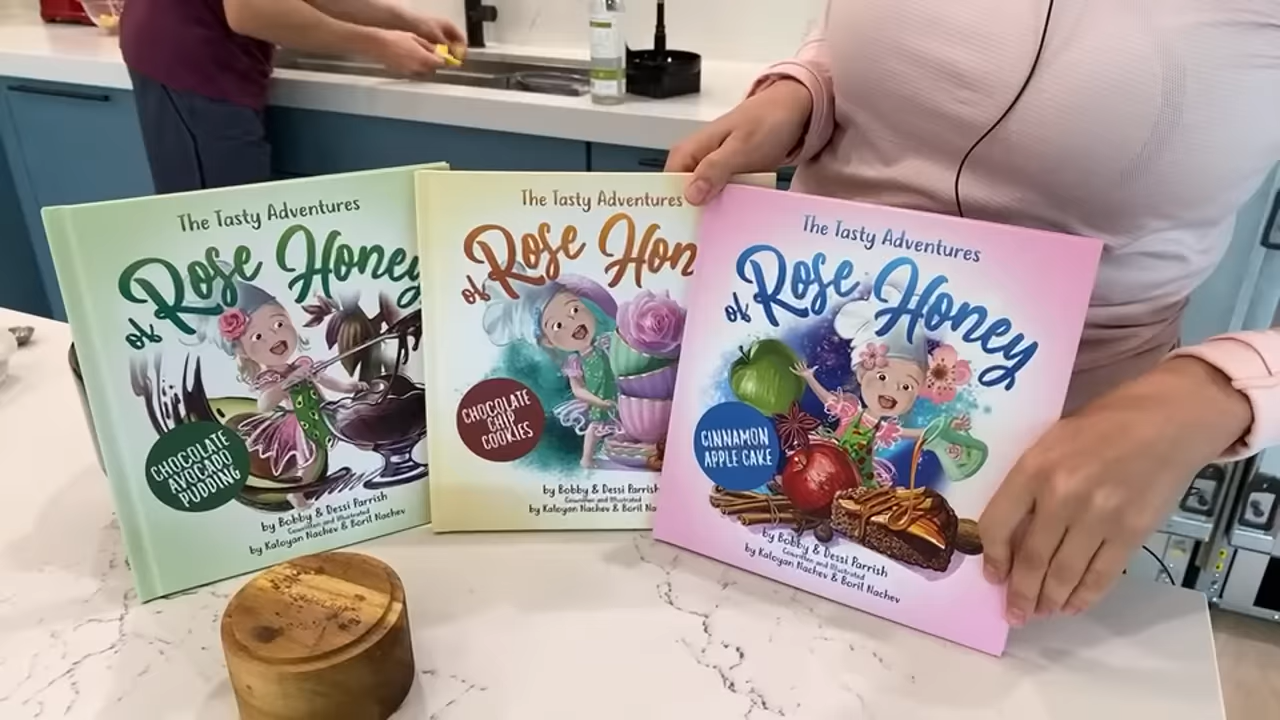 The Tasty Adventures
of Rose Honey
CHOCOLATE
AVOCADO
PUDDING
by Bobby & Dessi Parrish
Cowritten and Illustrated
by Kaloyan Nachev & Boril Nachev
The Tasty Adventures
of Rose Hon
CHOCOLATE
CHIP
COOKIES
by Bobby & Dessi Parrish
Cowritten and Illustrated
by Kaloyan Nachev & Boril Na
The Tasty Adventures
of Rose Honey
CINNAMON
APPLE CAKE
by Bobby & Dessi Parrish
Cowritten and Illustrated
by Kaloyan Nachev & Boril Nachev